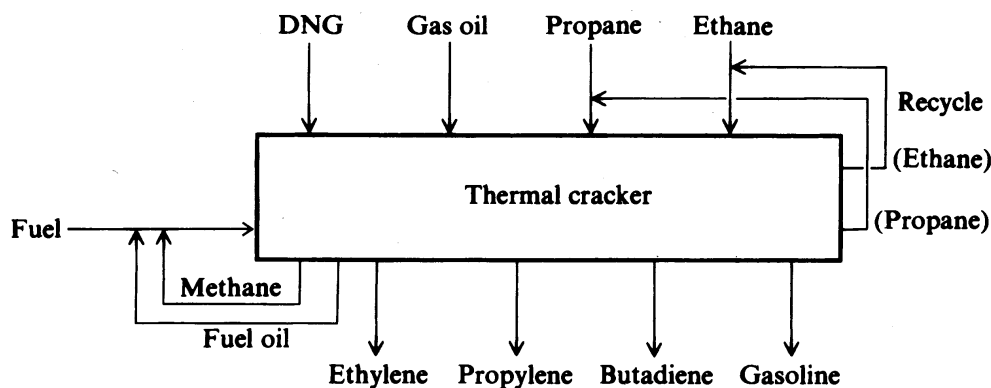 DNG Gas oil Propane Ethane
Recycle
(Ethane)
Thermal cracker
(Propane)
Fuel
Methane
Fuel oil
Ethylene Propylene Butadiene Gasoline